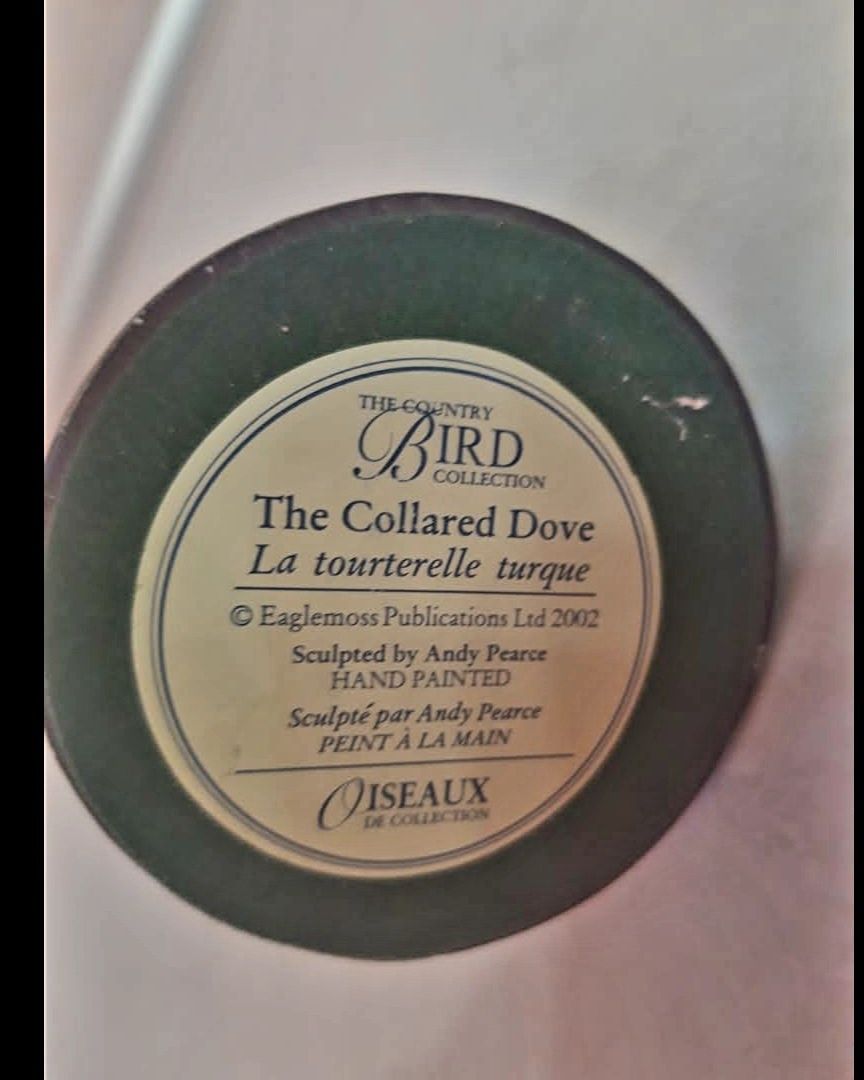 THE COUNTRY
BIRD
COLLECTION
The Collared Dove
La tourterelle turque
© Eaglemoss Publications Ltd 2002
Sculpted by Andy Pearce
HAND PAINTED
Sculpté par Andy Pearce
PEINT À LA MAIN
OISEAUX
DE COLLECTION